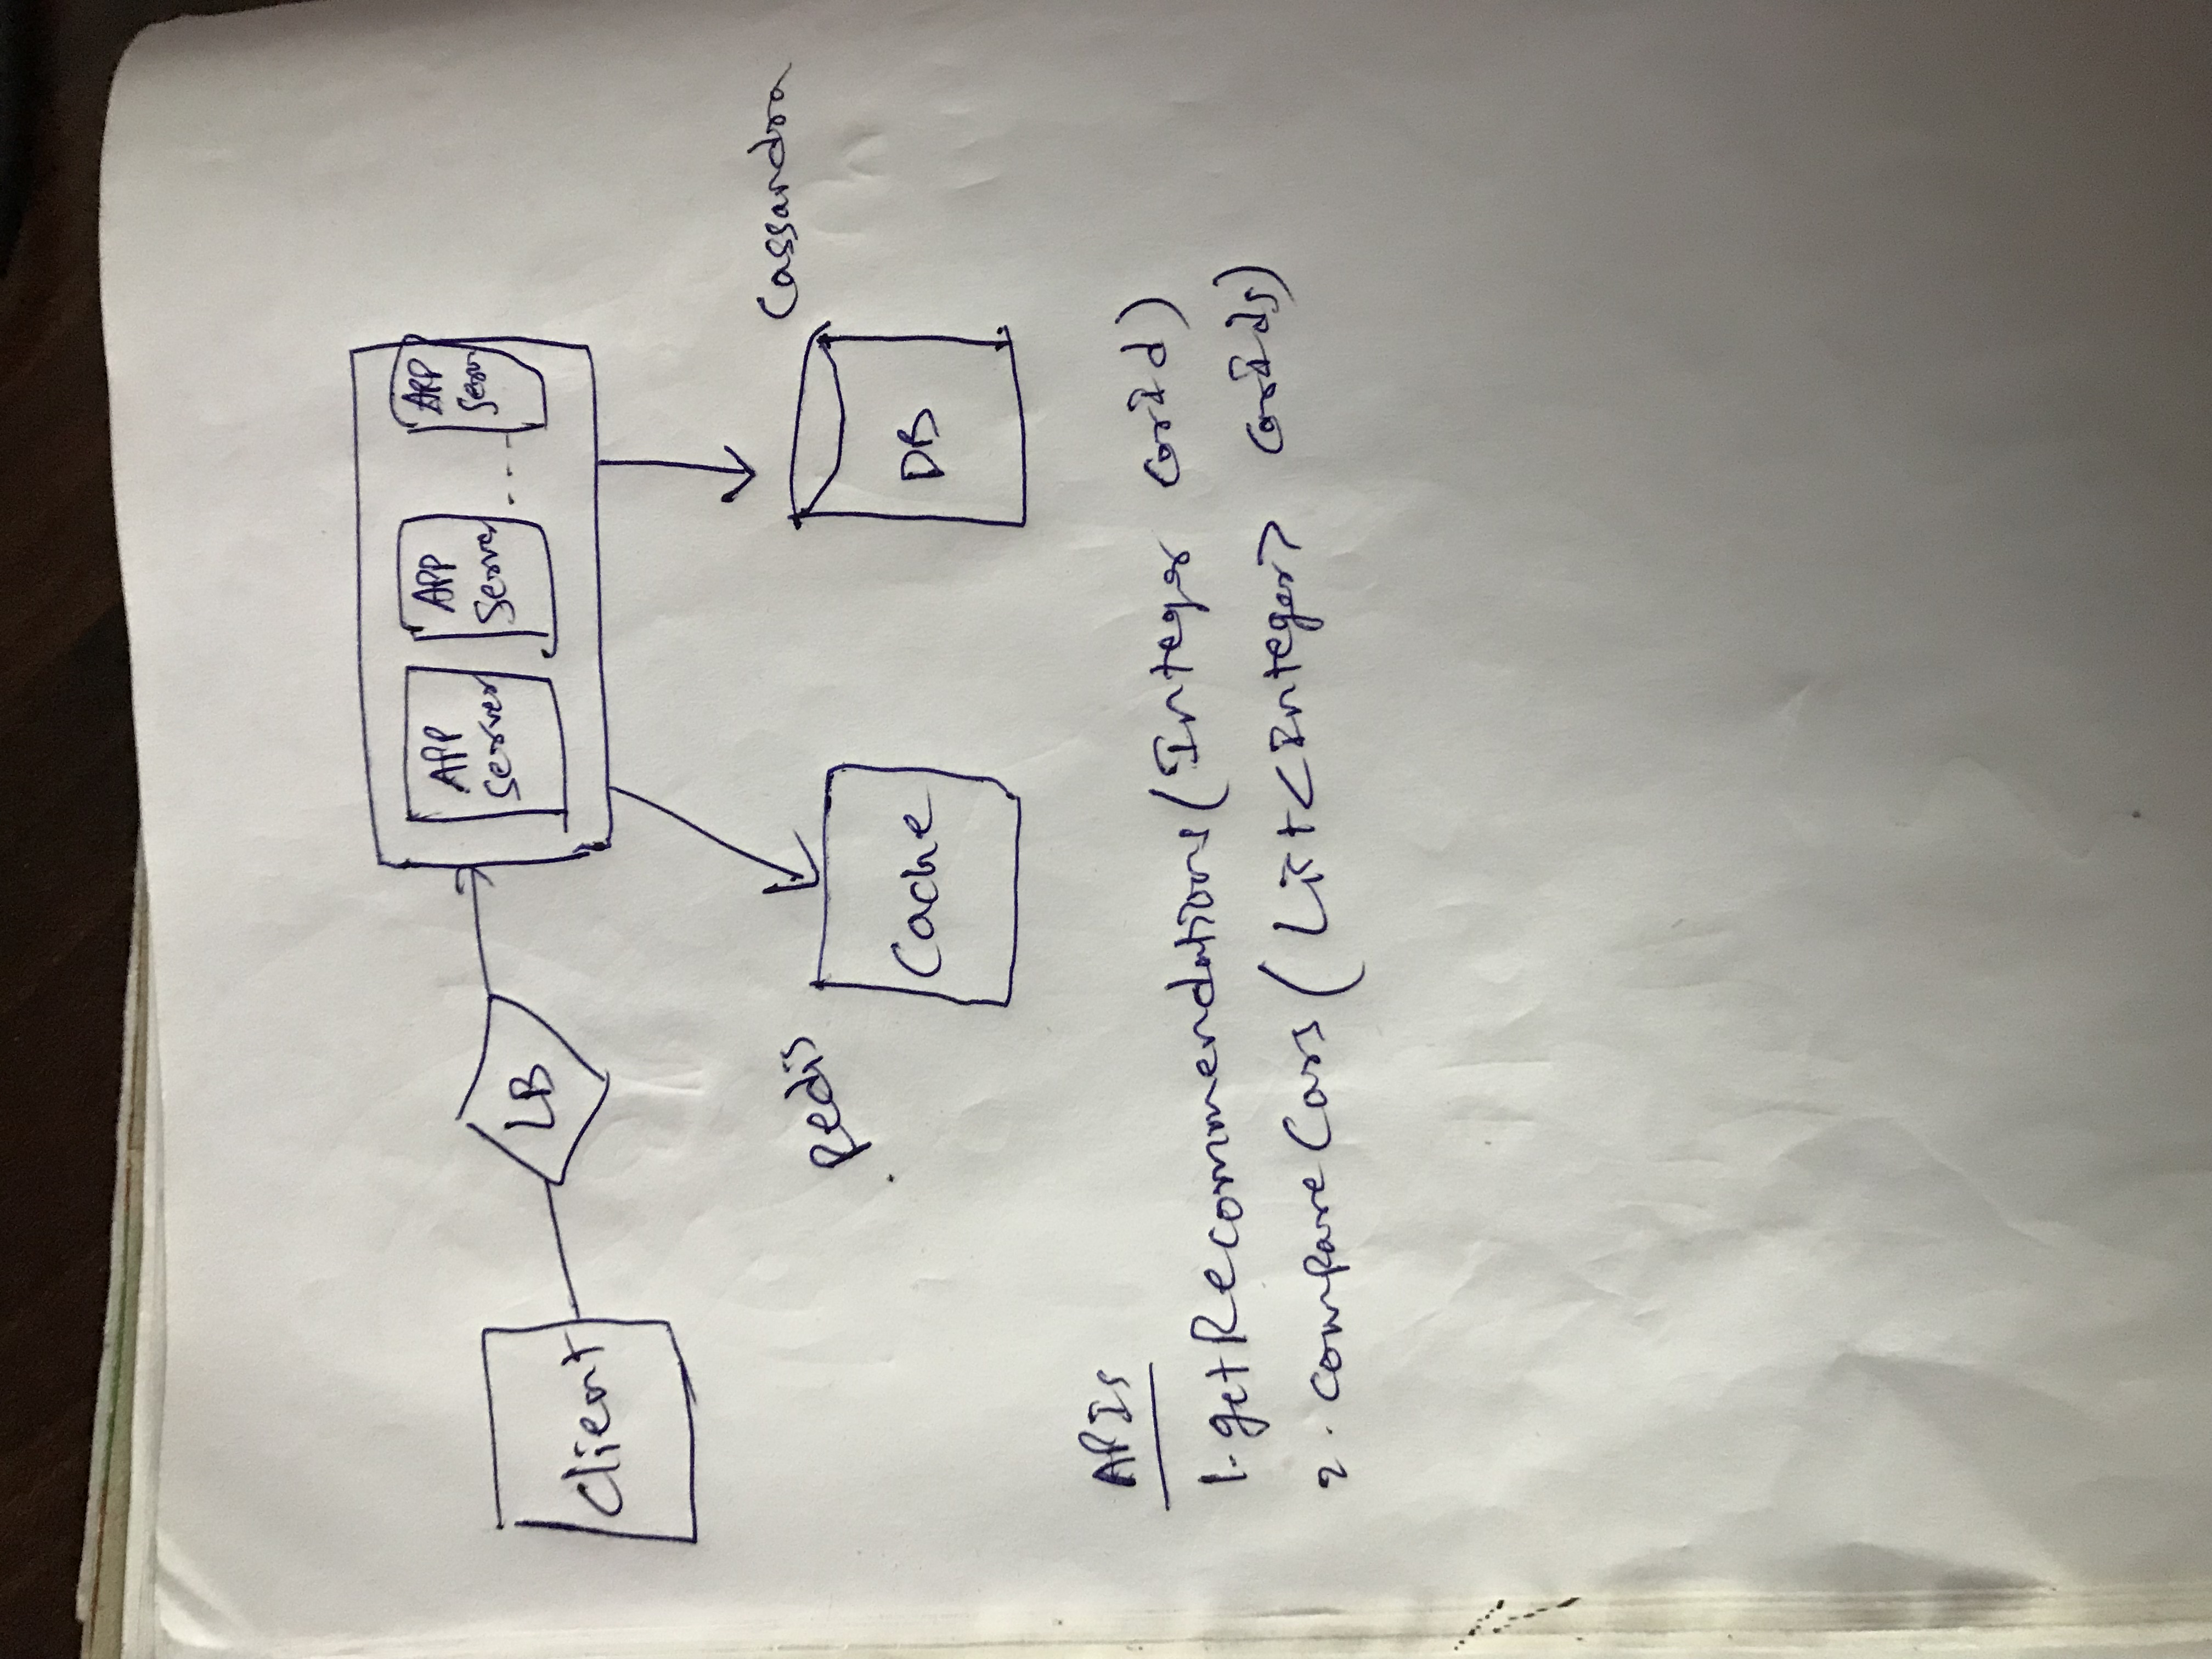 APP Server
APP Server
...
APP Serv
LB
Client
Redis
Cache
Cassandra
DB
APIs
1. getRecommendations(Integer carId)
2. compareCars(List<Integer> carIds)